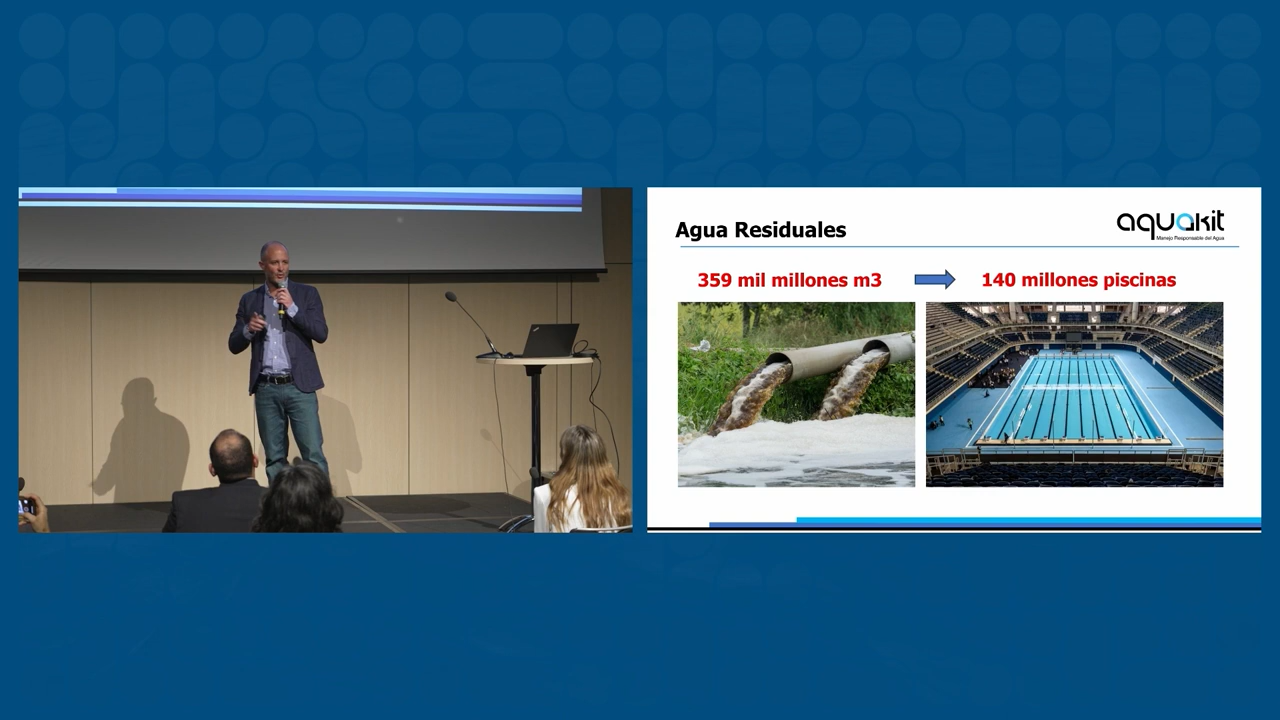 Agua Residuales
aquakit
Manejo Responsable del Agua
359 mil millones m3
140 millones piscinas